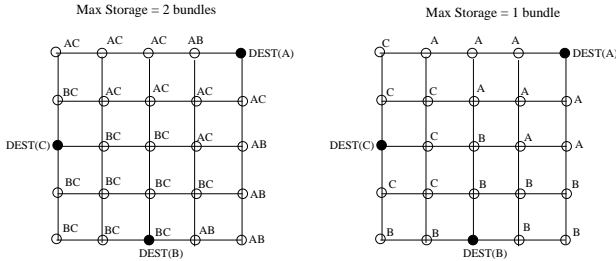 Max Storage = 2 bundles
AC AC AC AB
DEST(A)
BC AC AC AC AC
DEST(C) BC BC AC AB
BC BC BC BC AB
BC BC BC AB AB
DEST(B)
Max Storage = 1 bundle
C A A A
DEST(A)
C C A A A
DEST(C) C B A A
C C B B B
B B B B
DEST(B)